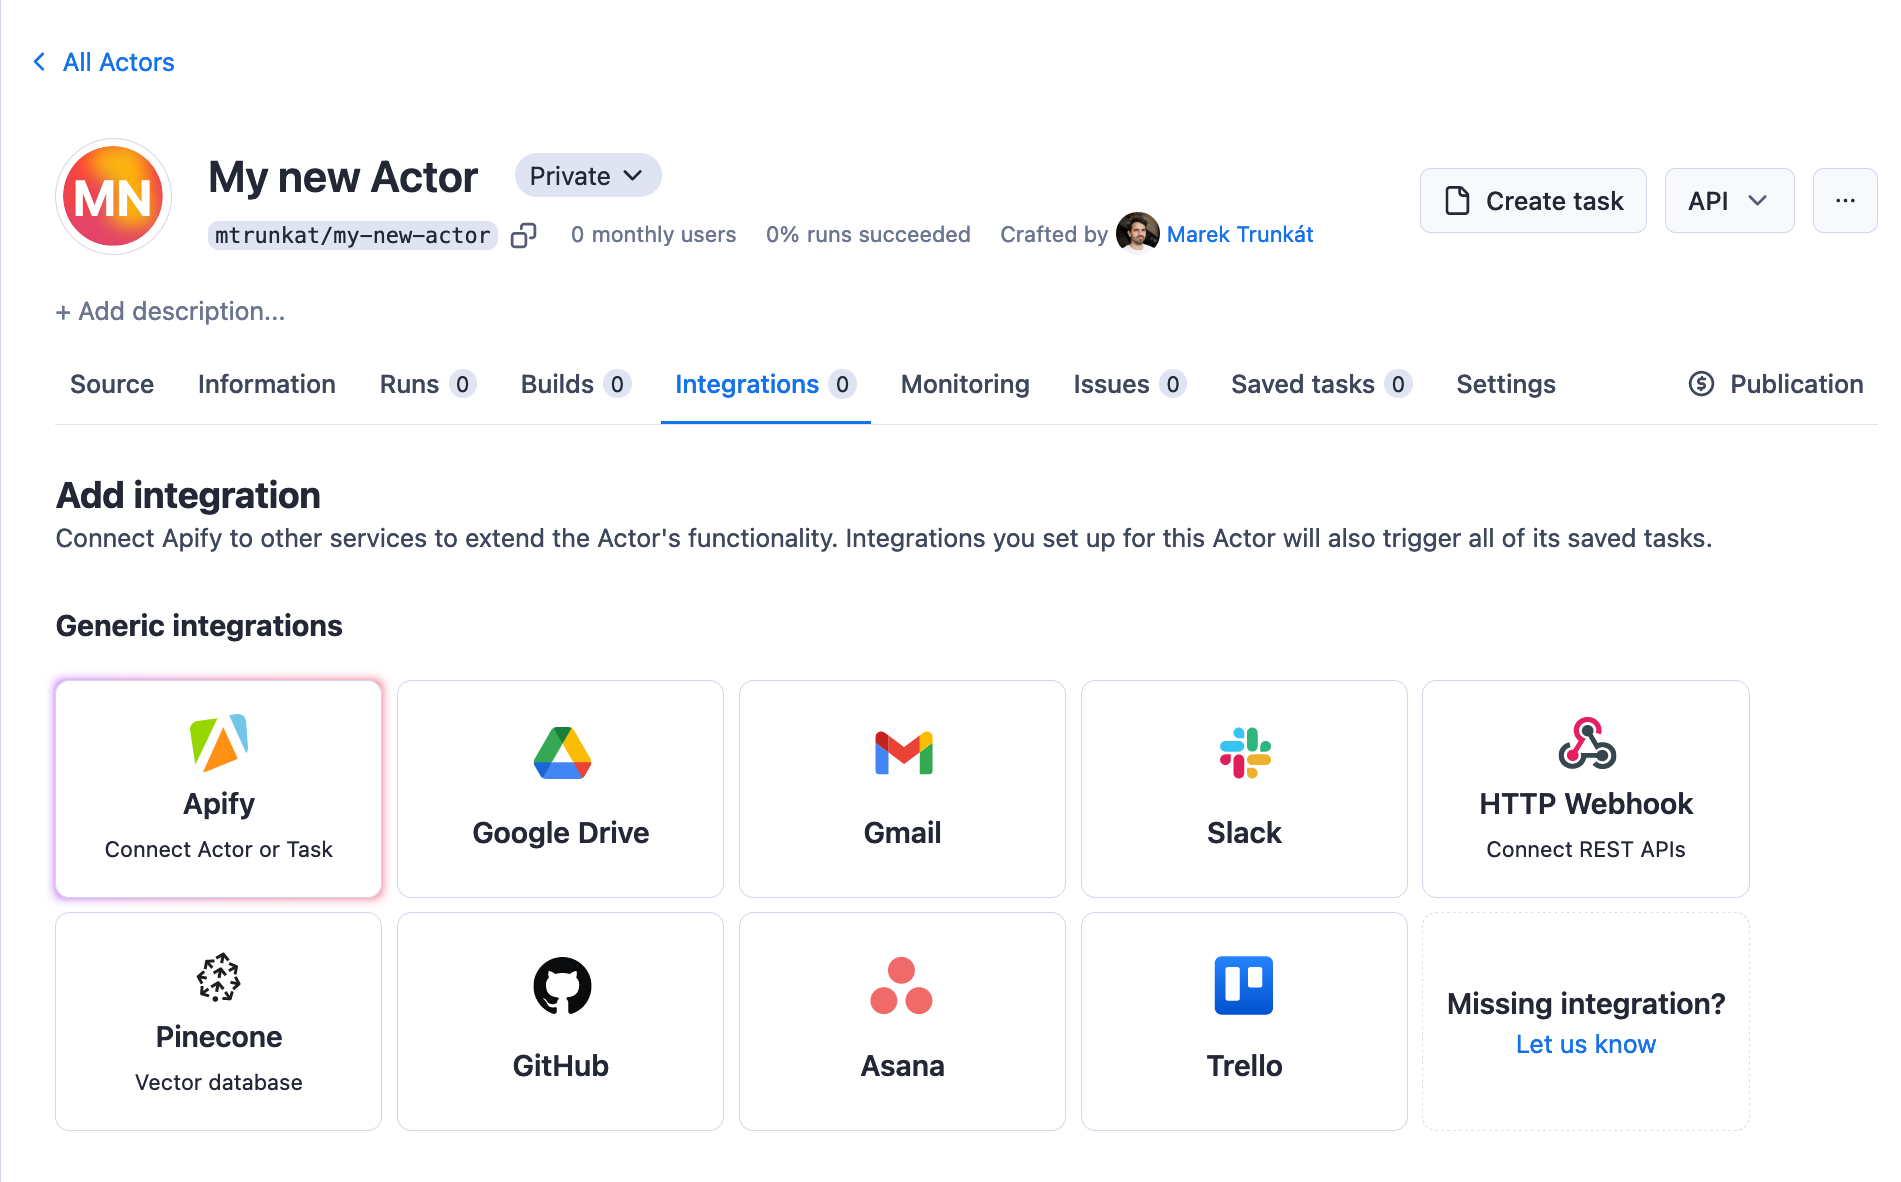 All Actors
MN
My new Actor
Private
mtrunkat/my-new-actor
0 monthly users
0% runs succeeded
Crafted by Marek Trunkát
Create task
API
...
+ Add description...
Source
Information
Runs 0
Builds 0
Integrations 0
Monitoring
Issues 0
Saved tasks 0
Settings
Publication
Add integration
Connect Apify to other services to extend the Actor's functionality. Integrations you set up for this Actor will also trigger all of its saved tasks.
Generic integrations
Apify
Connect Actor or Task
Google Drive
Gmail
Slack
HTTP Webhook
Connect REST APIs
Pinecone
Vector database
GitHub
Asana
Trello
Missing integration?
Let us know